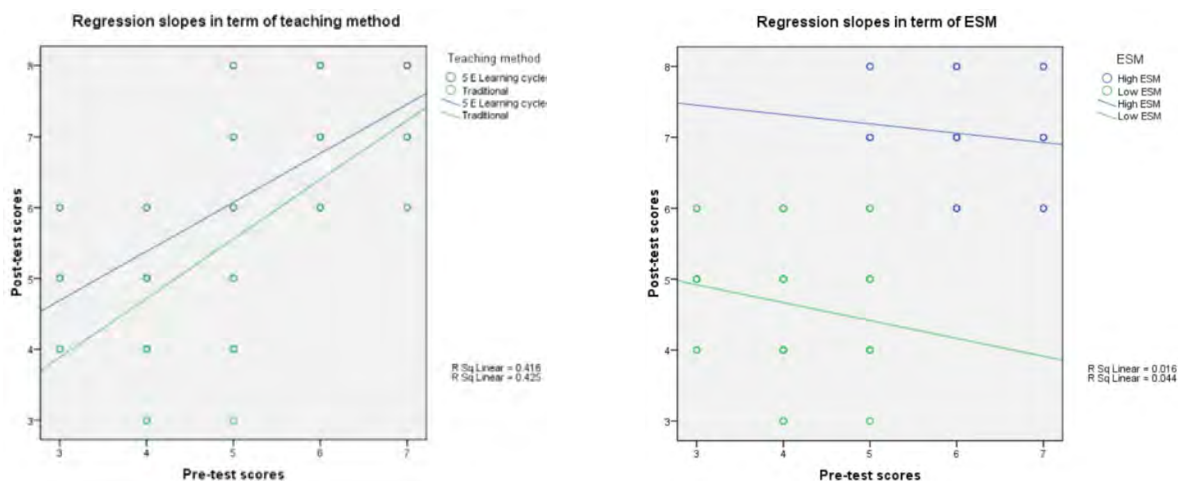 Regression slopes in term of teaching method
Post-test scores
8
7
6
5
4
3
3
4
5
6
7
Pre-test scores
Teaching method
5 E Learning cycle
Traditional
5 E Learning cycle
Traditional
R Sq Linear = 0.416
R Sq Linear = 0.425
Regression slopes in term of ESM
Post-test scores
8
7
6
5
4
3
3
4
5
6
7
Pre-test scores
ESM
High ESM
Low ESM
High ESM
Low ESM
R Sq Linear = 0.016
R Sq Linear = 0.044